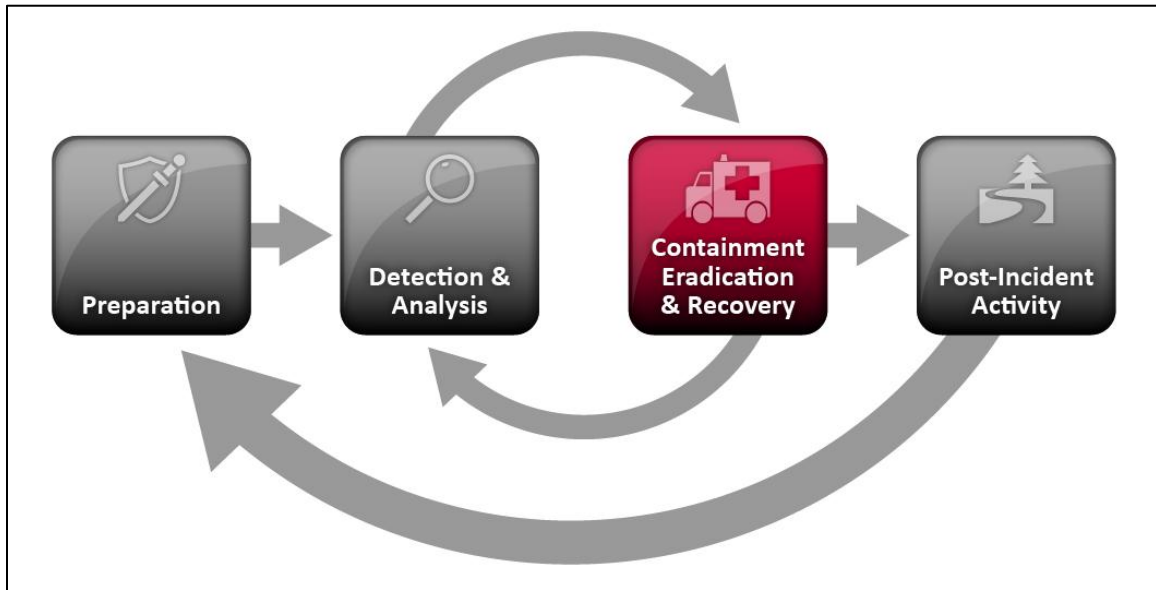 Preparation
Detection &
Analysis
Containment
Eradication
& Recovery
Post-Incident
Activity